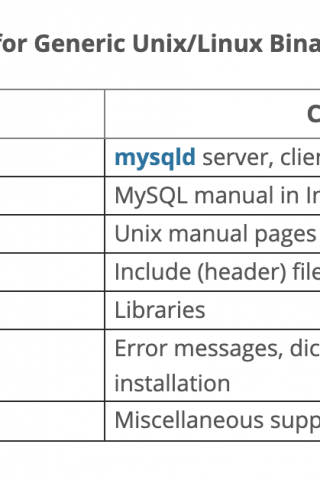 for Generic Unix/Linux Bina
C
mysqld server, clien
MySQL manual in In
Unix manual pages
Include (header) file
Libraries
Error messages, dic
installation
Miscellaneous supp